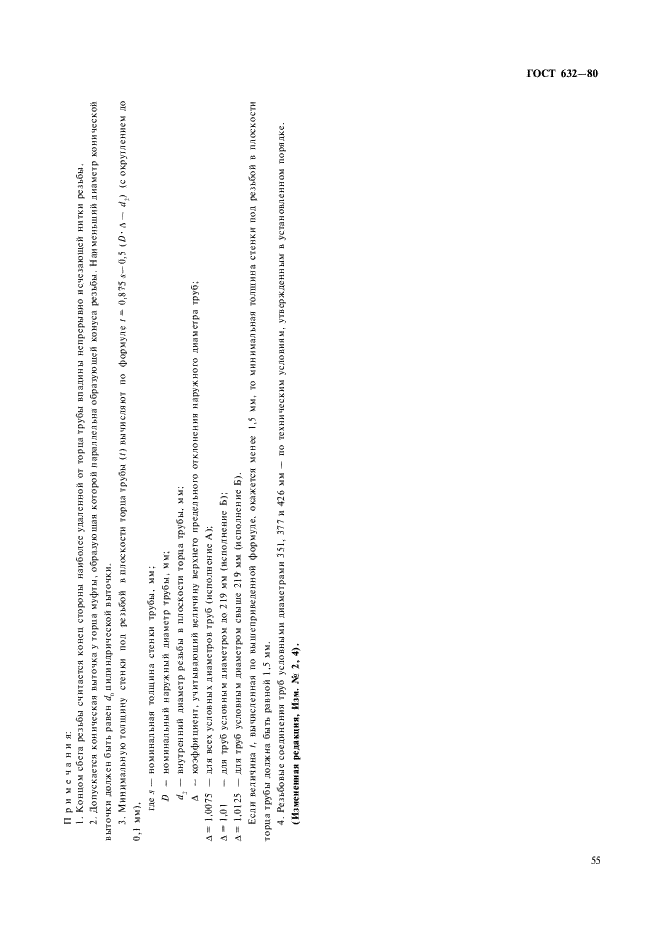 ГОСТ 632—80
Примечания:
1. Концом сбега резьбы считается конец стороны наиболее удаленной от торца трубы впадины непрерывно исчезающей нитки резьбы.
2. Допускается коническая выточка у торца муфты, образующая которой параллельна образующей конуса резьбы. Наименьший диаметр конической
выточки должен быть равен d₀ цилиндрической выточки.
3. Минимальную толщину стенки под резьбой в плоскости торца трубы (t) вычисляют по формуле t = 0,875 s—0,5 (D· Δ — d₂) (с округлением до
0,1 мм),
где s — номинальная толщина стенки трубы, мм;
D — номинальный наружный диаметр трубы, мм;
d₂ — внутренний диаметр резьбы в плоскости торца трубы, мм;
Δ — коэффициент, учитывающий величину верхнего предельного отклонения наружного диаметра труб;
Δ = 1,0075 — для всех условных диаметров труб (исполнение А);
Δ = 1,01 — для труб условным диаметром до 219 мм (исполнение Б);
Δ = 1,0125 — для труб условным диаметром свыше 219 мм (исполнение Б).
Если величина t, вычисленная по вышеприведенной формуле, окажется менее 1,5 мм, то минимальная толщина стенки под резьбой в плоскости
торца трубы должна быть равной 1,5 мм.
4. Резьбовые соединения труб условными диаметрами 351, 377 и 426 мм — по техническим условиям, утвержденным в установленном порядке.
(Измененная редакция, Изм. № 2, 4).
55